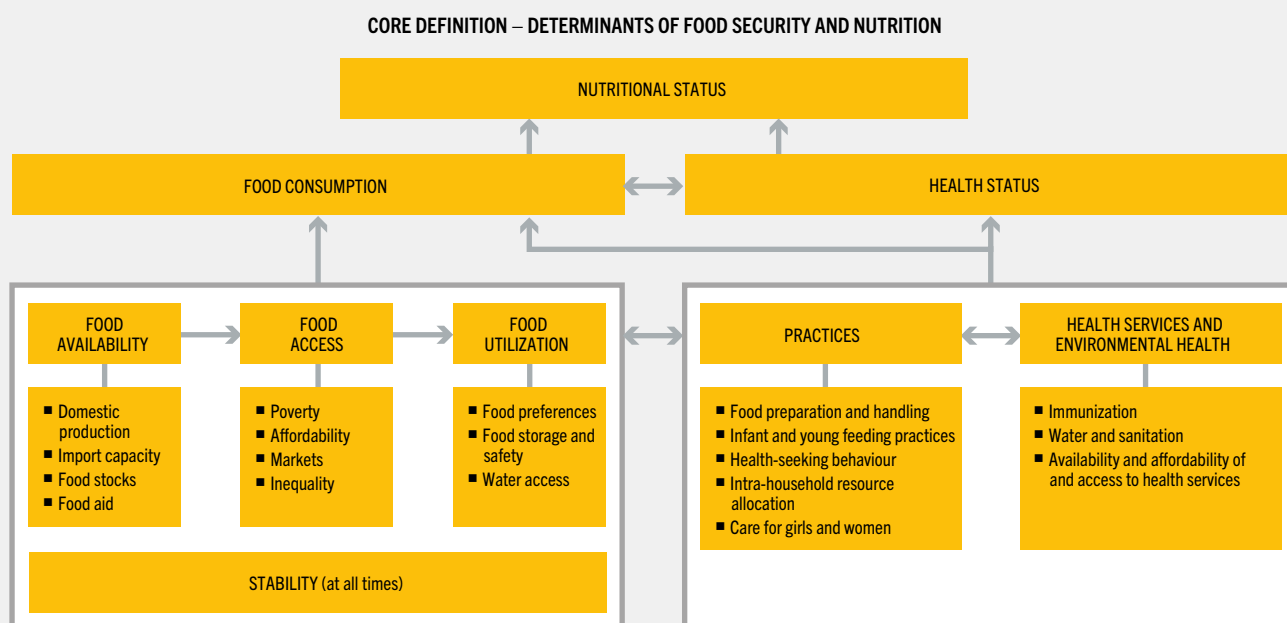 CORE DEFINITION – DETERMINANTS OF FOOD SECURITY AND NUTRITION
NUTRITIONAL STATUS
FOOD CONSUMPTION
HEALTH STATUS
FOOD
AVAILABILITY
FOOD
ACCESS
FOOD
UTILIZATION
PRACTICES
HEALTH SERVICES AND
ENVIRONMENTAL HEALTH
■ Domestic
production
■ Import capacity
■ Food stocks
■ Food aid
■ Poverty
■ Affordability
■ Markets
■ Inequality
■ Food preferences
■ Food storage and
safety
■ Water access
■ Food preparation and handling
■ Infant and young feeding practices
■ Health-seeking behaviour
■ Intra-household resource
allocation
■ Care for girls and women
■ Immunization
■ Water and sanitation
■ Availability and affordability of
and access to health services
STABILITY (at all times)